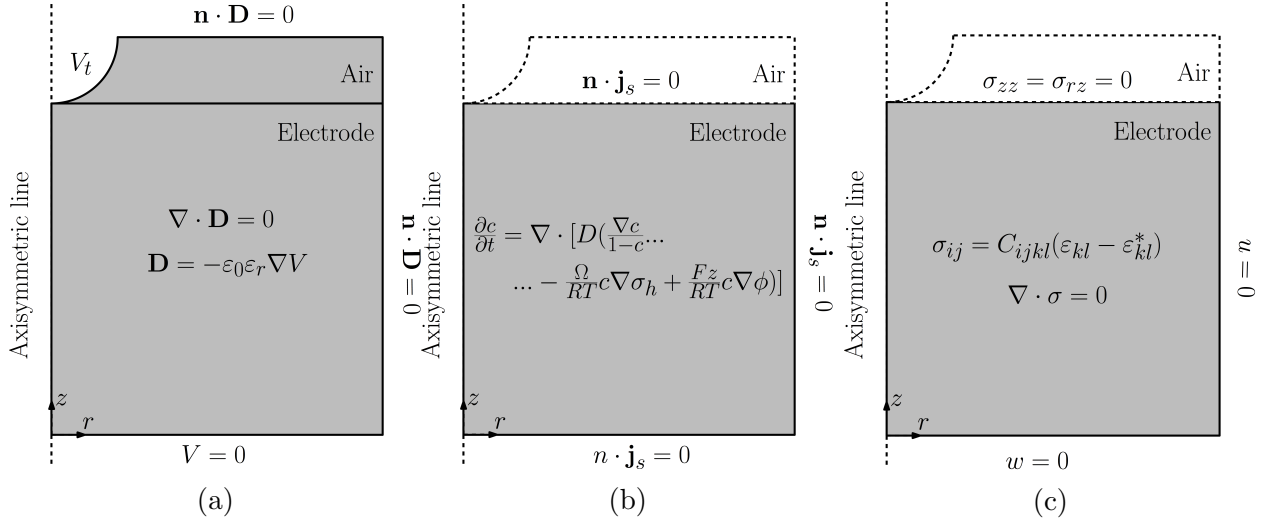 n · D = 0
V_t
Air
Electrode
∇ · D = 0
D = −ε₀ε_r∇V
Axisymmetric line
n · D = 0
z
r
V = 0
(a)
n · j_s = 0
Air
Electrode
∂c/∂t = ∇ · [D(∇c/1−c...
... − Ω/RT c∇σ_h + Fz/RT c∇ϕ)]
Axisymmetric line
n · j_s = 0
z
r
n · j_s = 0
(b)
σ_zz = σ_rz = 0
Air
Electrode
σ_ij = C_ijkl(ε_kl − ε*_kl)
∇ · σ = 0
Axisymmetric line
u = 0
z
r
w = 0
(c)